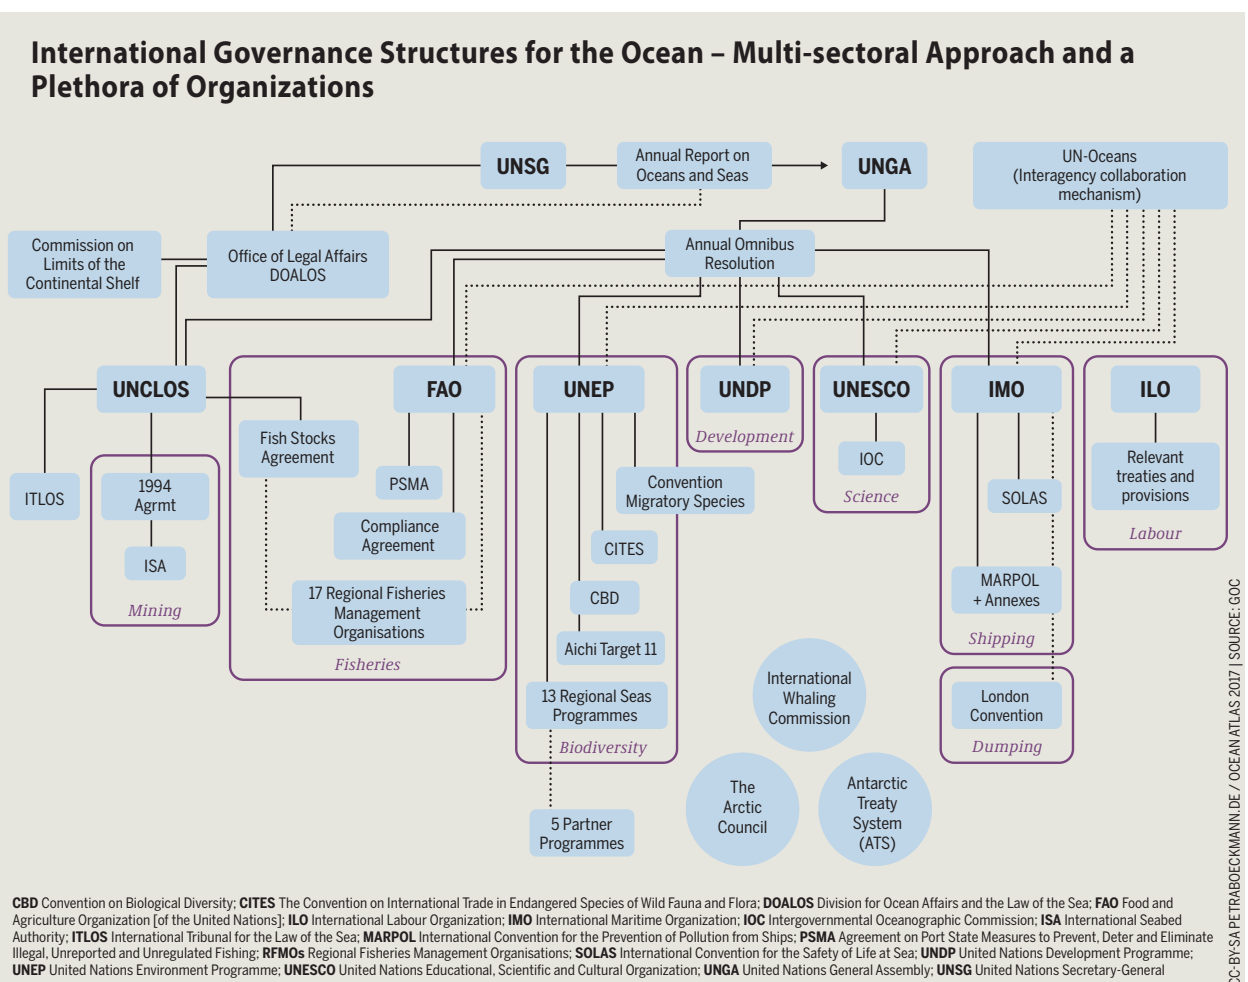 International Governance Structures for the Ocean – Multi-sectoral Approach and a
Plethora of Organizations
UNSG
Annual Report on
Oceans and Seas
UNGA
UN-Oceans
(Interagency collaboration
mechanism)
Commission on
Limits of the
Continental Shelf
Office of Legal Affairs
DOALOS
Annual Omnibus
Resolution
UNCLOS
FAO
UNEP
UNDP
UNESCO
IMO
ILO
ITLOS
1994
Agrmt
ISA
Mining
Fish Stocks
Agreement
PSMA
Compliance
Agreement
17 Regional Fisheries
Management
Organisations
Fisheries
Convention
Migratory Species
CITES
CBD
Aichi Target 11
13 Regional Seas
Programmes
Biodiversity
5 Partner
Programmes
Development
IOC
Science
SOLAS
MARPOL
+ Annexes
Shipping
London
Convention
Dumping
Relevant
treaties and
provisions
Labour
International
Whaling
Commission
The
Arctic
Council
Antarctic
Treaty
System
(ATS)
CBD Convention on Biological Diversity; CITES The Convention on International Trade in Endangered Species of Wild Fauna and Flora; DOALOS Division for Ocean Affairs and the Law of the Sea; FAO Food and
Agriculture Organization [of the United Nations]; ILO International Labour Organization; IMO International Maritime Organization; IOC Intergovernmental Oceanographic Commission; ISA International Seabed
Authority; ITLOS International Tribunal for the Law of the Sea; MARPOL International Convention for the Prevention of Pollution from Ships; PSMA Agreement on Port State Measures to Prevent, Deter and Eliminate
Illegal, Unreported and Unregulated Fishing; RFMOs Regional Fisheries Management Organisations; SOLAS International Convention for the Safety of Life at Sea; UNDP United Nations Development Programme;
UNEP United Nations Environment Programme; UNESCO United Nations Educational, Scientific and Cultural Organization; UNGA United Nations General Assembly; UNSG United Nations Secretary-General
CC-BY-SA PETRABOECKMANN.DE / OCEAN ATLAS 2017 | SOURCE: GOC